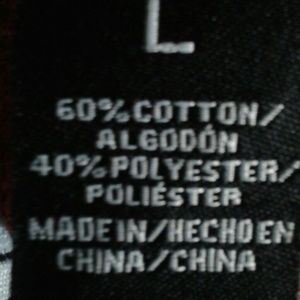 L
60% COTTON/
ALGODÓN
40% POLYESTER/
POLIÉSTER
MADE IN/HECHO EN
CHINA/CHINA